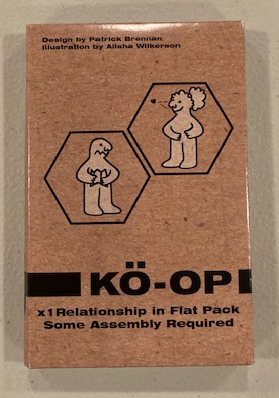 Design by Patrick Brennan
Illustration by Alisha Wilkerson
KÖ-OP
x1 Relationship in Flat Pack
Some Assembly Required